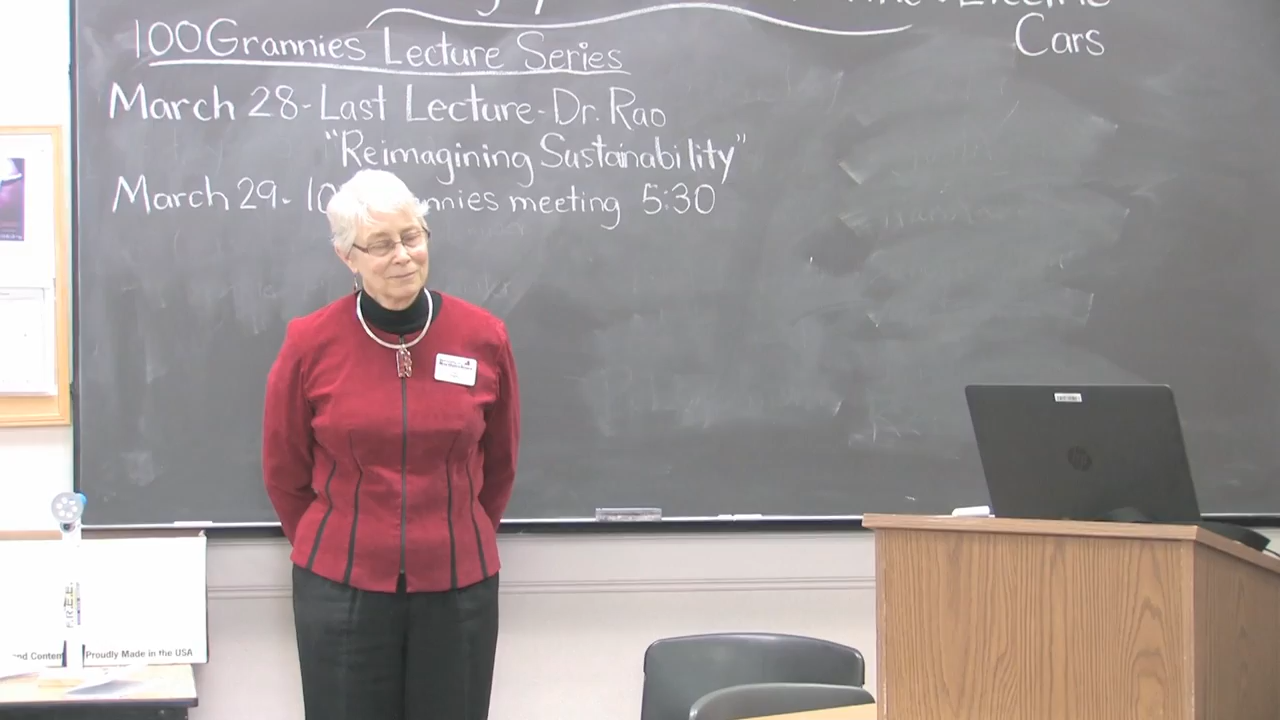 Cars
100Grannies Lecture Series
March 28-Last Lecture-Dr. Rao
"Reimagining Sustainability"
March 29- 10 nnies meeting 5:30
hp
Proudly Made in the USA